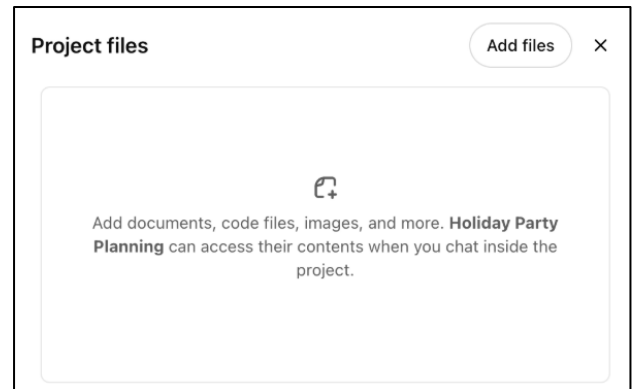 Project files
Add files
Add documents, code files, images, and more. Holiday Party
Planning can access their contents when you chat inside the
project.